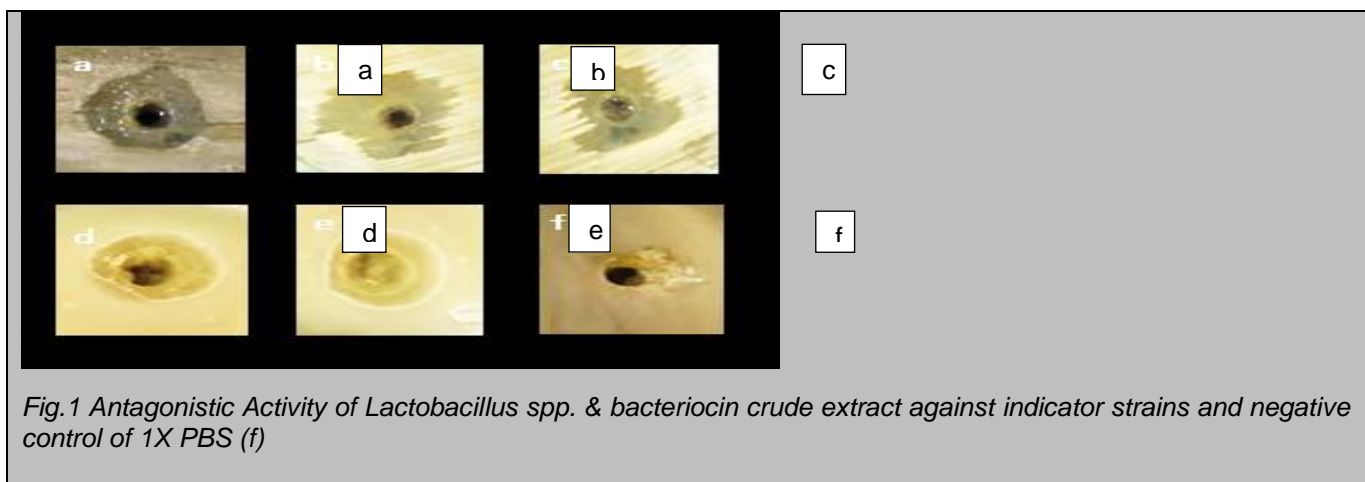 a b a c b c
d e d f e f
Fig.1 Antagonistic Activity of Lactobacillus spp. & bacteriocin crude extract against indicator strains and negative
control of 1X PBS (f)